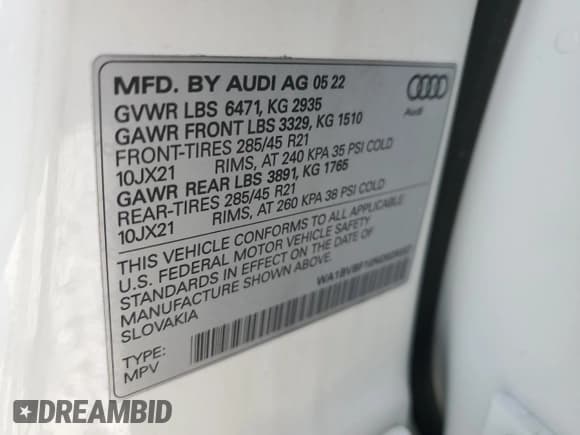 MFD. BY AUDI AG 05 22
GVWR LBS 6471, KG 2935
GAWR FRONT LBS 3329, KG 1510
FRONT-TIRES 285/45 R21
10JX21 RIMS, AT 240 KPA 35 PSI COLD
GAWR REAR LBS 3891, KG 1765
REAR-TIRES 285/45 R21
10JX21 RIMS, AT 260 KPA 38 PSI COLD
THIS VEHICLE CONFORMS TO ALL APPLICABLE
U.S. FEDERAL MOTOR VEHICLE SAFETY
STANDARDS IN EFFECT ON THE DATE OF
MANUFACTURE SHOWN ABOVE.
SLOVAKIA
TYPE:
MPV
Audi
DREAMBID